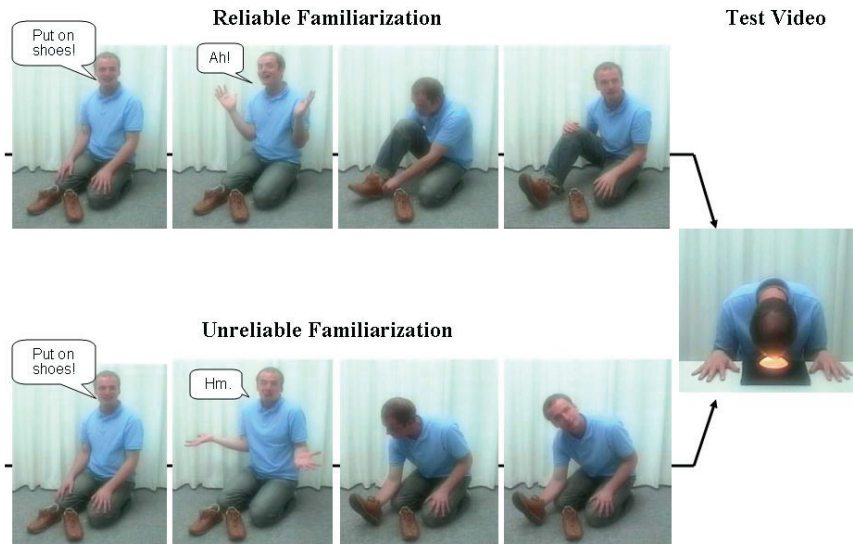 Reliable Familiarization
Test Video
Put on
shoes!
Ah!
Unreliable Familiarization
Put on
shoes!
Hm.